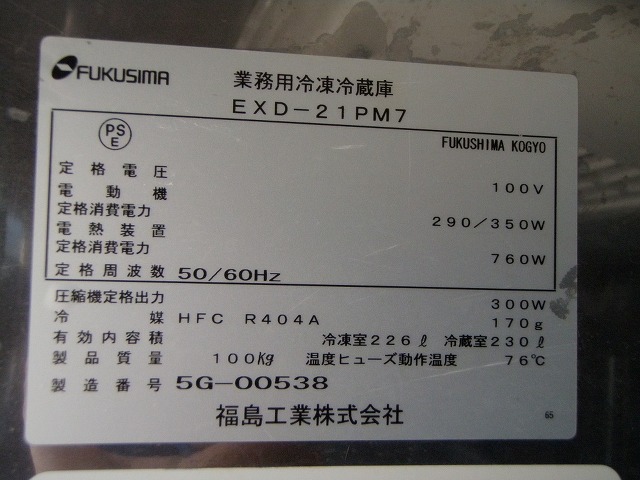 FUKUSIMA
業務用冷凍冷蔵庫
EXD-21PM7
PS E
FUKUSHIMA KOGYO
定格電圧 100V
電動機
定格消費電力 290/350W
電熱装置
定格消費電力 760W
定格周波数 50/60Hz
圧縮機定格出力 300W
冷媒 HFC R404A 170g
有効内容積 冷凍室226ℓ 冷蔵室230ℓ
製品質量 100Kg 温度ヒューズ動作温度 76℃
製造番号 5G-00538
福島工業株式会社
65